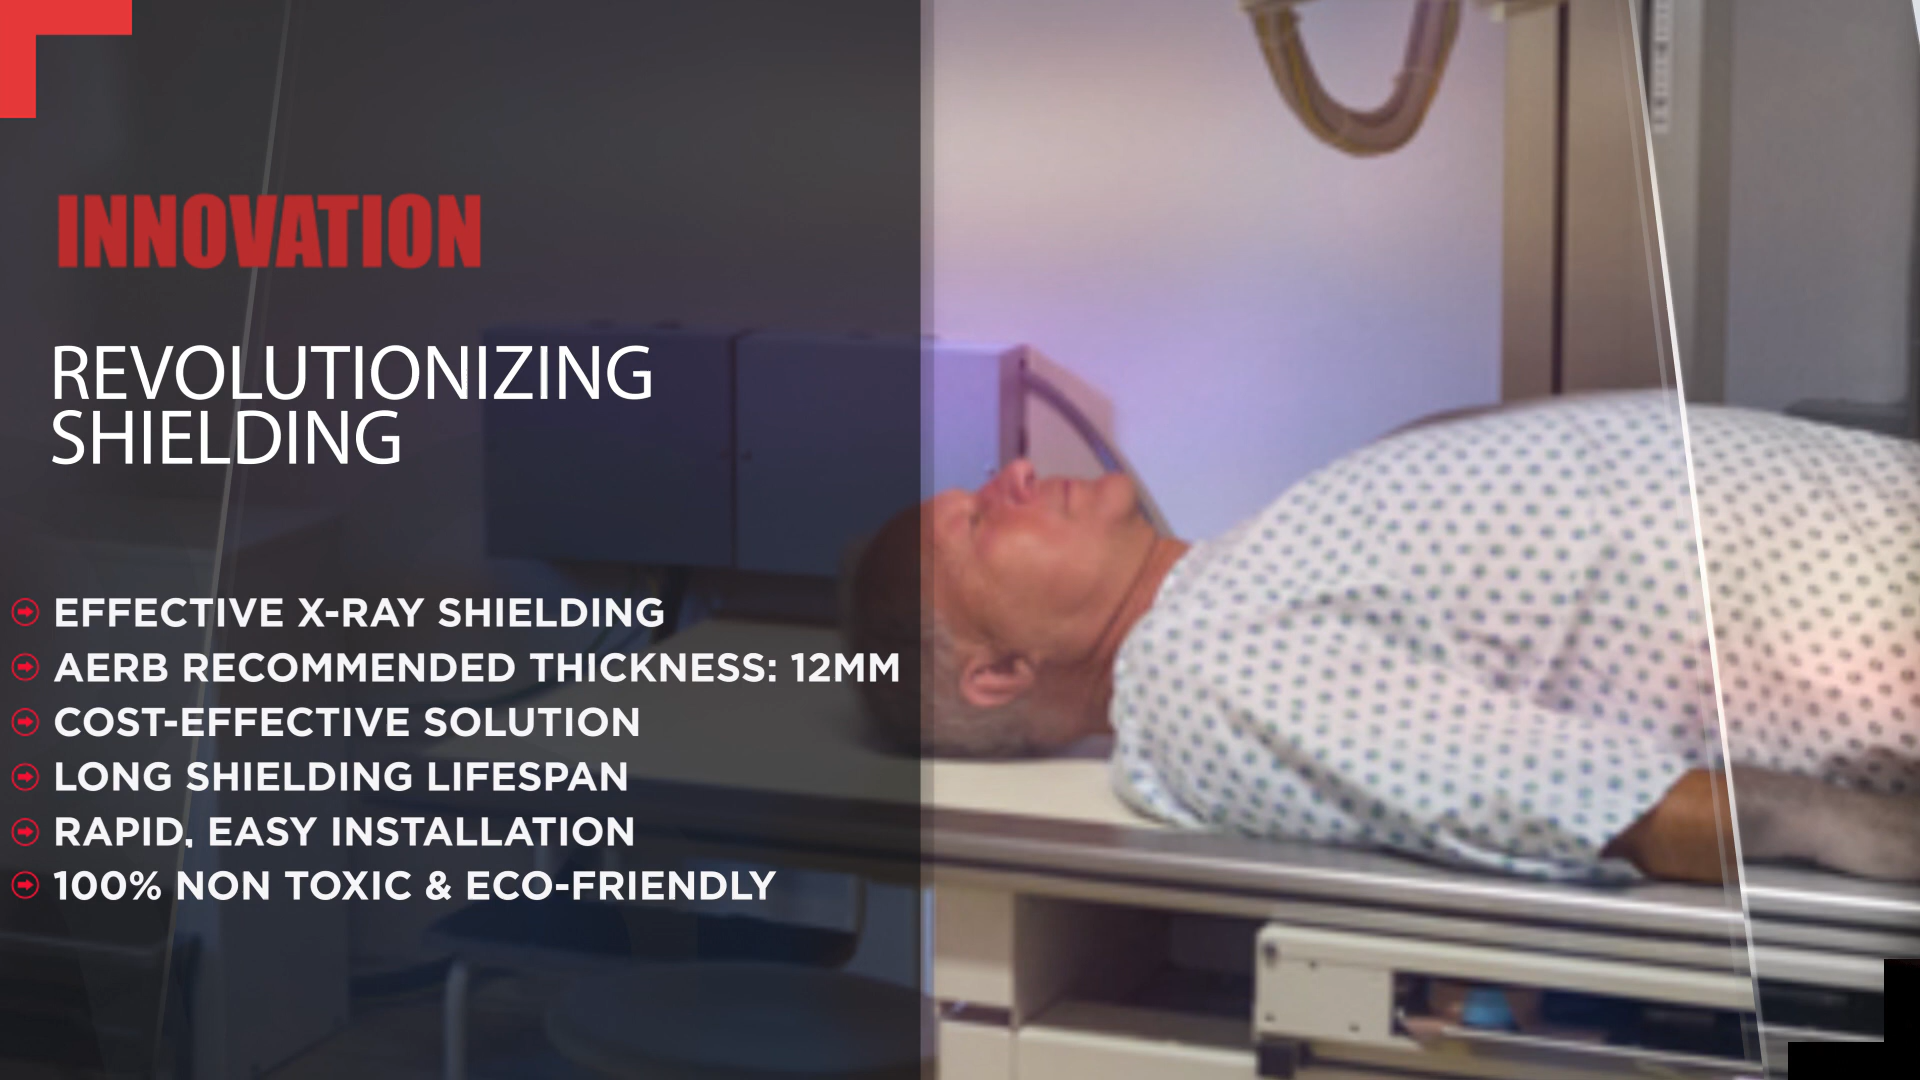 INNOVATION
REVOLUTIONIZING
SHIELDING
EFFECTIVE X-RAY SHIELDING
AERB RECOMMENDED THICKNESS: 12MM
COST-EFFECTIVE SOLUTION
LONG SHIELDING LIFESPAN
RAPID, EASY INSTALLATION
100% NON TOXIC & ECO-FRIENDLY